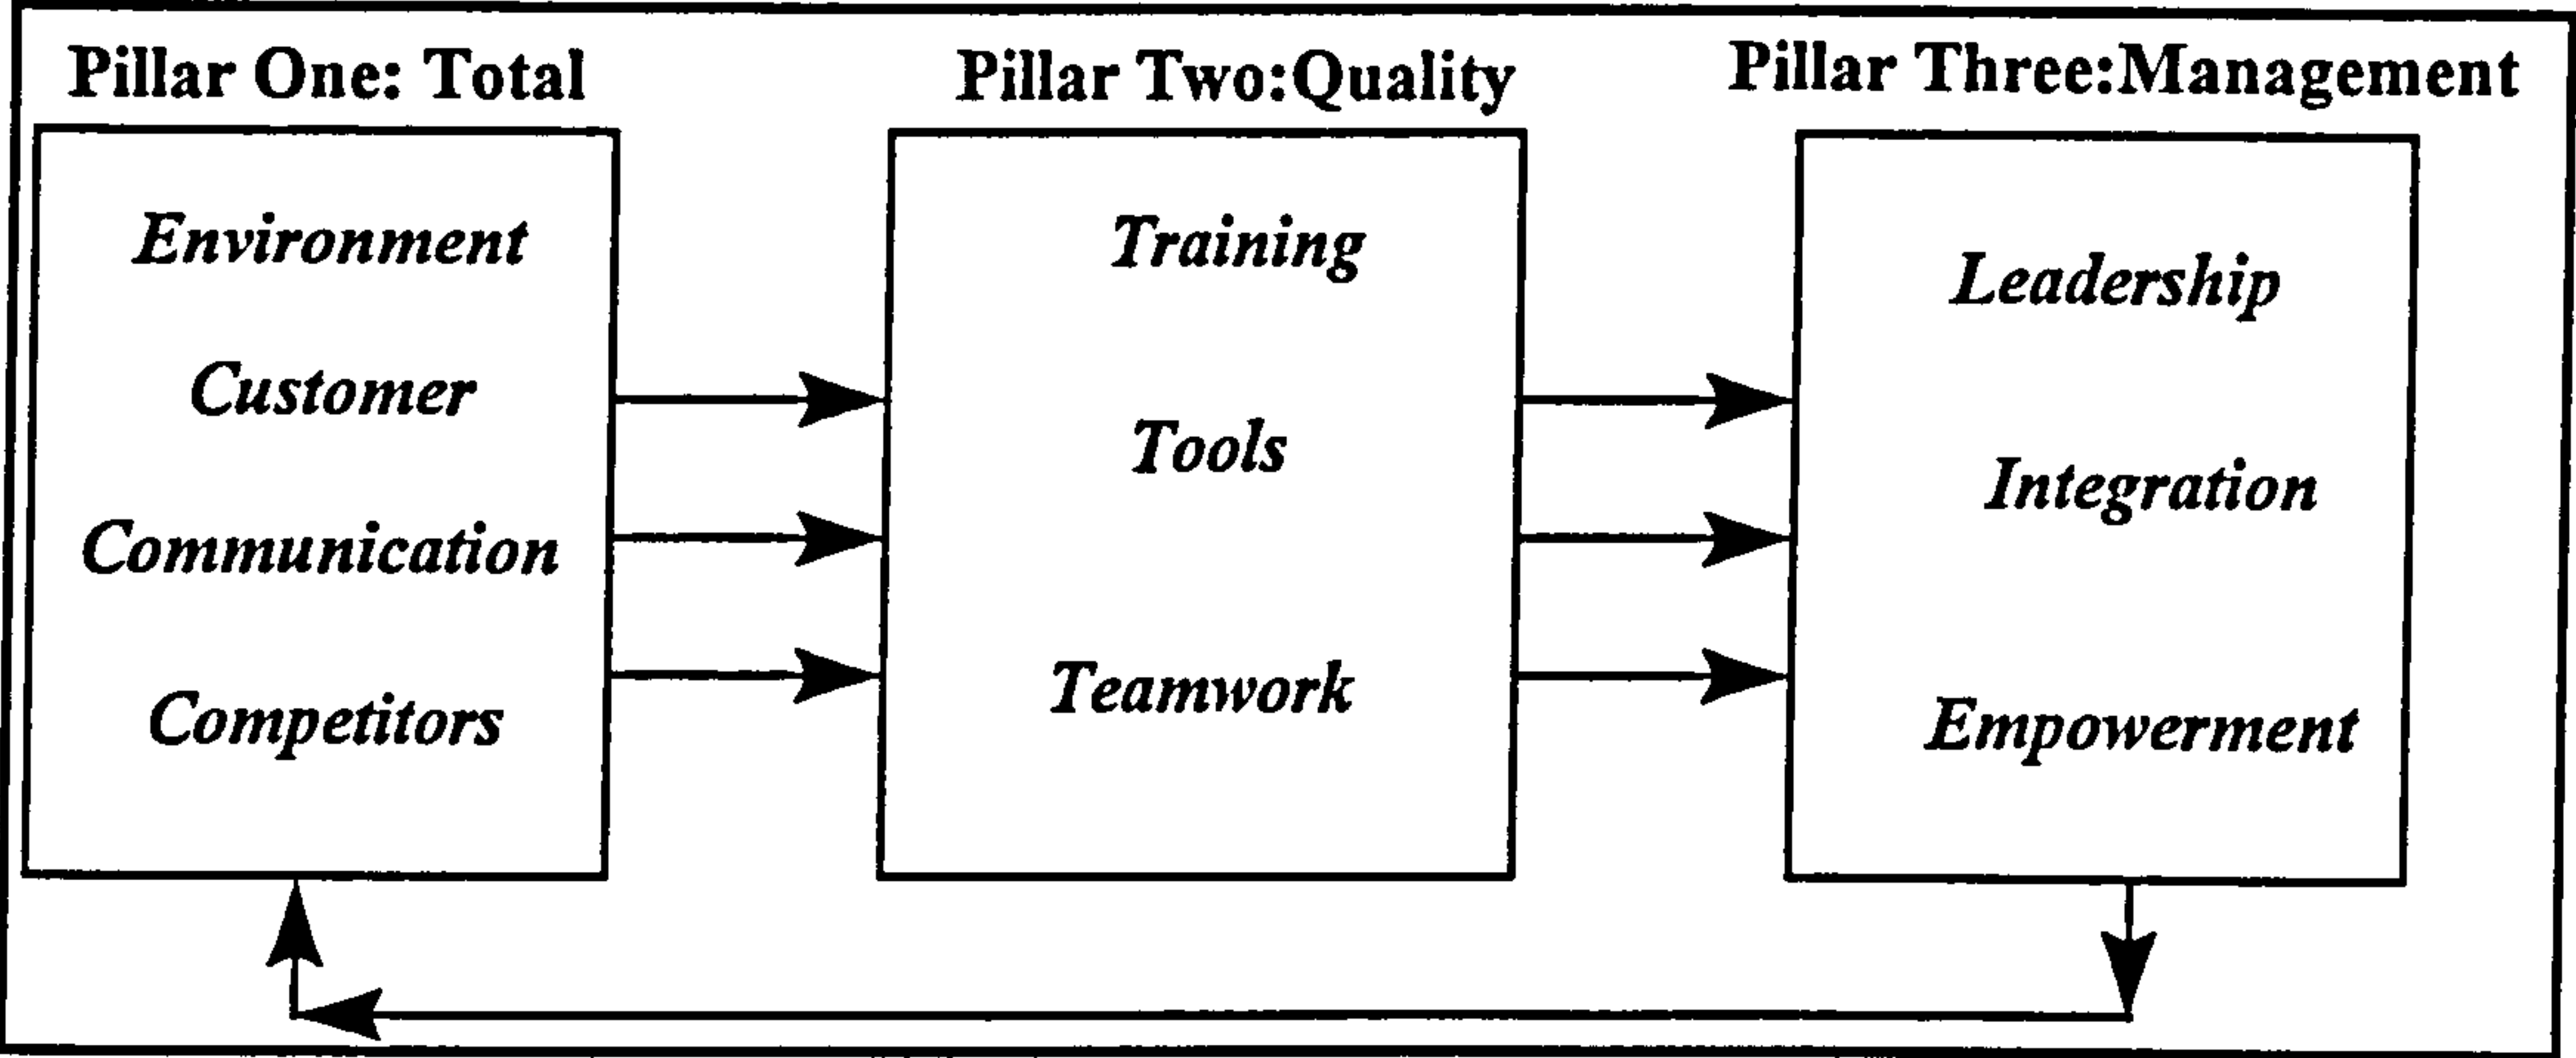 Pillar One: Total
Environment
Customer
Communication
Competitors
Pillar Two:Quality
Training
Tools
Teamwork
Pillar Three:Management
Leadership
Integration
Empowerment